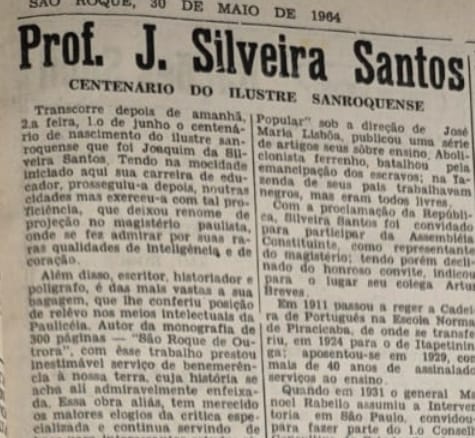 SÃO ROQUE, 30 DE MAIO DE 1964
Prof. J. Silveira Santos
CENTENÁRIO DO ILUSTRE SANROQUENSE
Transcorre depois de amanhã,
2.a feira, 1.o de junho o centená-
rio de nascimento do ilustre san-
roquense que foi Joaquim da Sil-
veira Santos. Tendo na mocidade
iniciado aqui sua carreira de edu-
cador, prosseguiu-a depois, noutras
cidades mas exerceu-a com tal pro-
ficiência, que deixou renome de
projeção no magistério paulista,
onde se fez admirar por suas ra-
ras qualidades de inteligência e de
coração.
Além disso, escritor, historiador e
polígrafo, é das mais vastas a sua
bagagem, que lhe conferiu posição
de relêvo nos meios intelectuais da
Paulicéia. Autor da monografia de
300 páginas — "São Roque de Ou-
trora", com êsse trabalho prestou
inestimável serviço de benemerên-
cia à nossa terra, cuja história se
acha ali admiravelmente enfeixa-
da. Essa obra aliás, tem merecido
os maiores elogios da crítica espe-
cializada e continua servindo de
Popular" sob a direção de José
Maria Lisbôa, publicou uma série
de artigos seus sôbre ensino. Aboli-
cionista ferrenho, batalhou pela
emancipação dos escravos; na fa-
zenda de seus pais trabalhavam
negros, mas eram todos livres.
Com a proclamação da Repúbli-
ca, Silveira Santos foi convidado
para participar da Assembléia
Constituinte, como representante
do magistério; tendo porém decli-
nado do honroso convite, indicou
para o lugar seu colega Artur
Breves.
Em 1911 passou a reger a Cadei-
ra de Português na Escola Normal
de Piracicaba, de onde se transfe-
riu, em 1924 para o de Itapetinin-
ga; aposentou-se em 1929, com
mais de 40 anos de assinalados
serviços ao ensino.
Quando em 1931 o general Ma-
noel Rabelo assumiu a Interven-
toria em São Paulo, convidou
para fazer parte do 1.o Conse